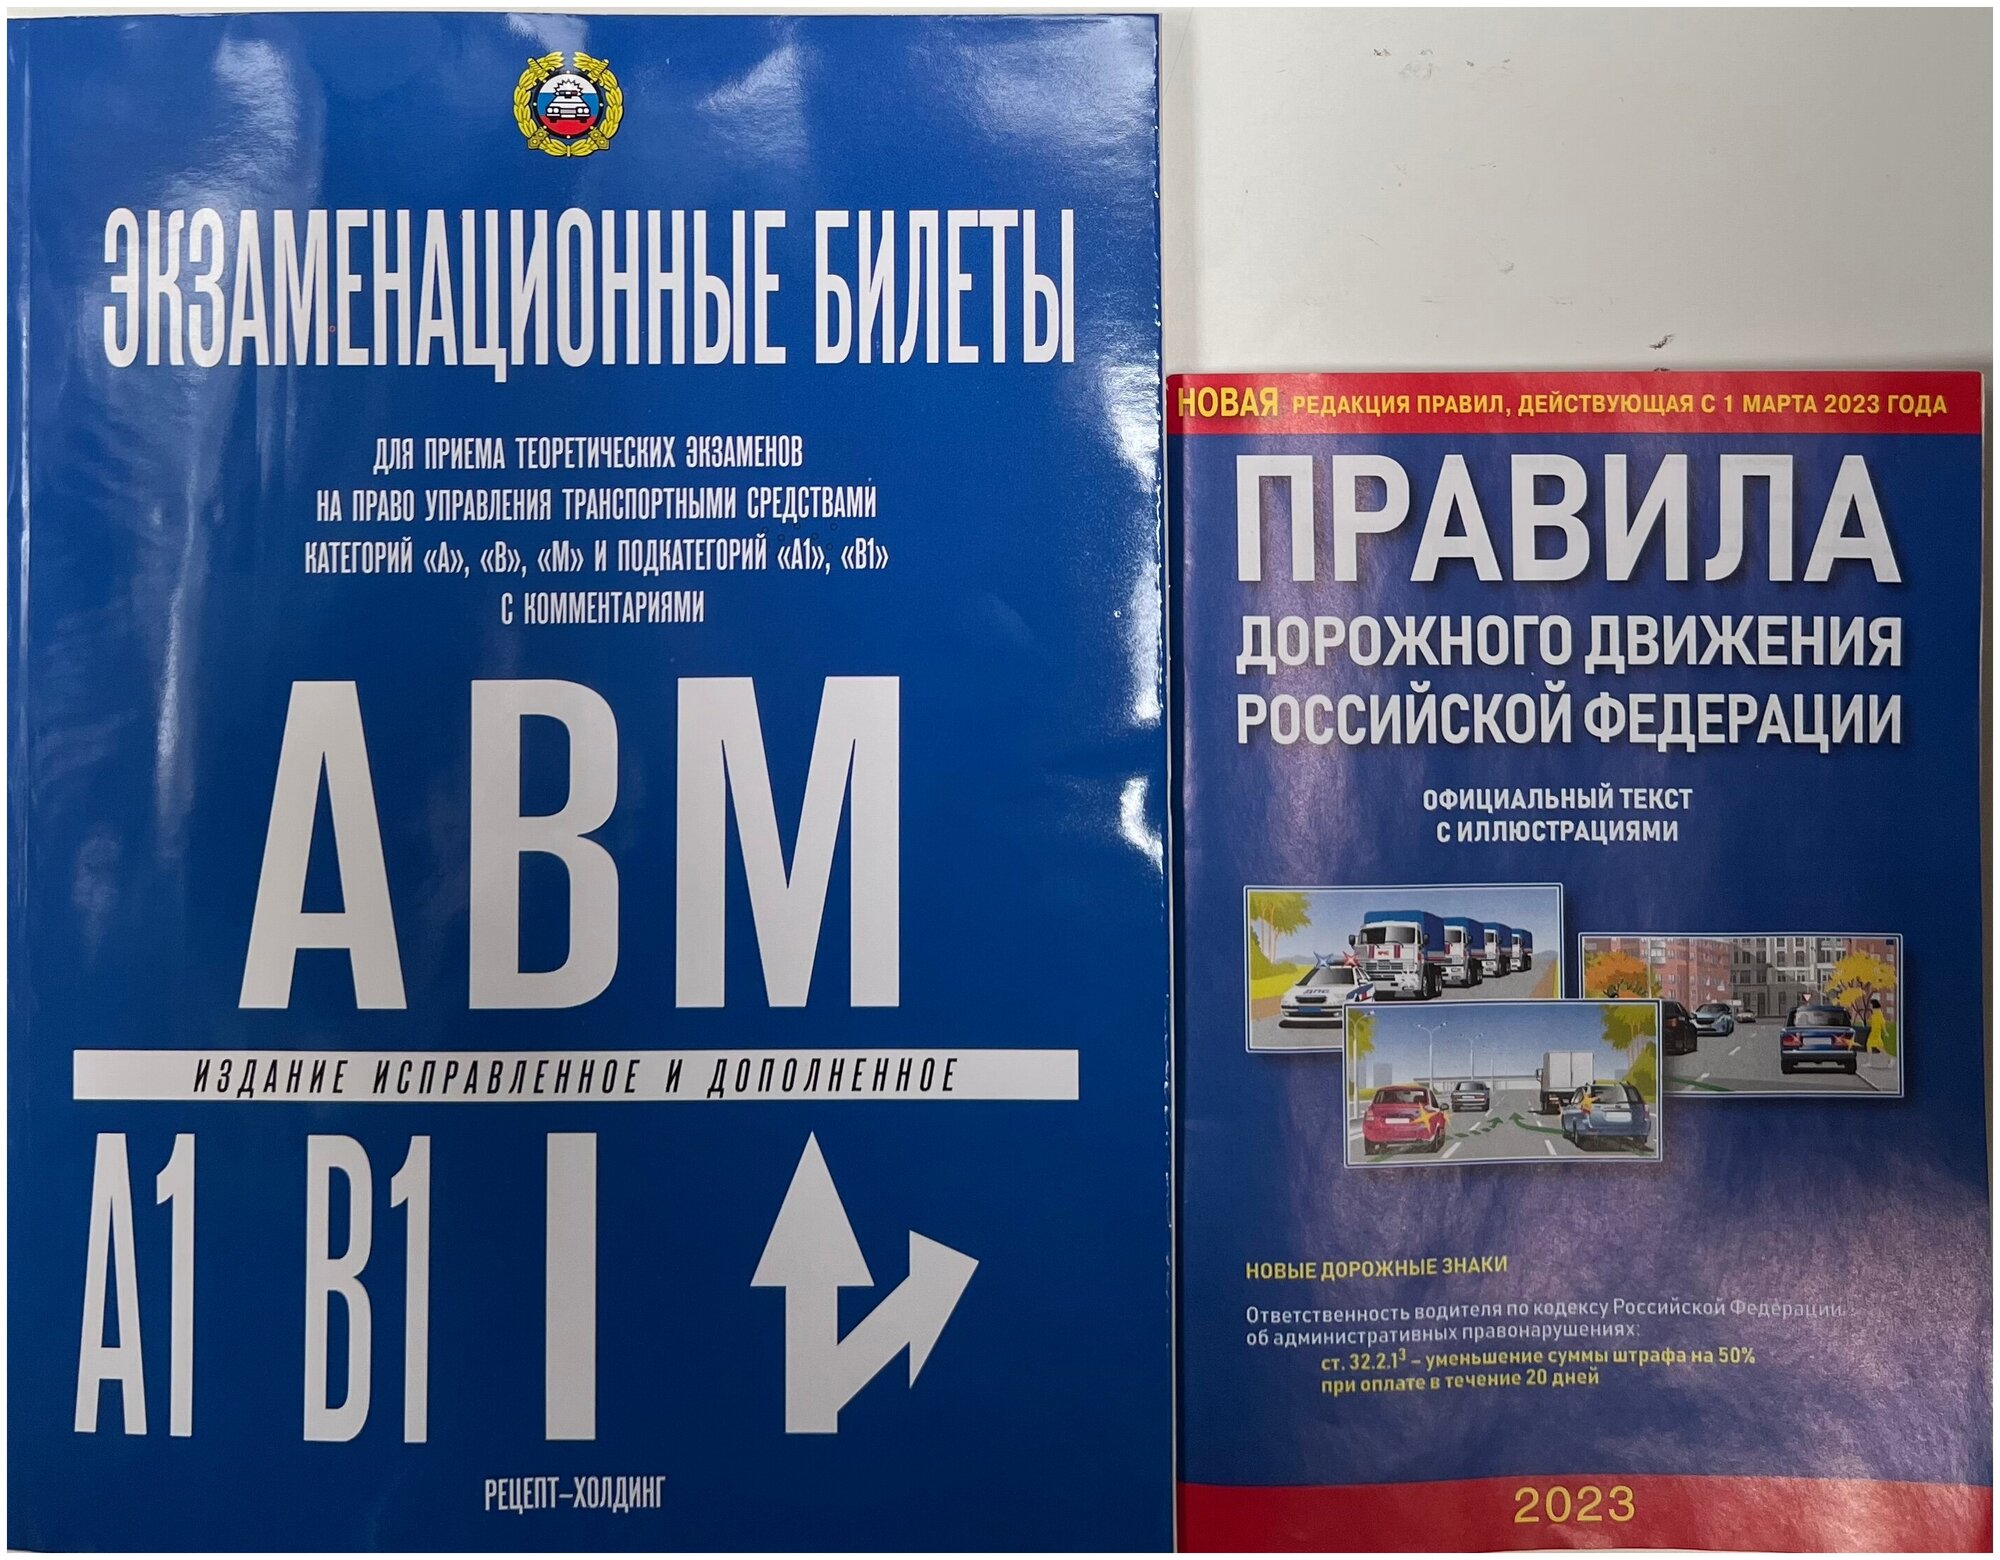 ЭКЗАМЕНАЦИОННЫЕ БИЛЕТЫ
ДЛЯ ПРИЕМА ТЕОРЕТИЧЕСКИХ ЭКЗАМЕНОВ
НА ПРАВО УПРАВЛЕНИЯ ТРАНСПОРТНЫМИ СРЕДСТВАМИ
КАТЕГОРИЙ «А», «В», «М» И ПОДКАТЕГОРИЙ «А1», «В1»
С КОММЕНТАРИЯМИ
А В М
ИЗДАНИЕ ИСПРАВЛЕННОЕ И ДОПОЛНЕННОЕ
А1 В1
РЕЦЕПТ–ХОЛДИНГ
НОВАЯ РЕДАКЦИЯ ПРАВИЛ, ДЕЙСТВУЮЩАЯ С 1 МАРТА 2023 ГОДА
ПРАВИЛА
ДОРОЖНОГО ДВИЖЕНИЯ
РОССИЙСКОЙ ФЕДЕРАЦИИ
ОФИЦИАЛЬНЫЙ ТЕКСТ
С ИЛЛЮСТРАЦИЯМИ
МЧС
ДПС
НОВЫЕ ДОРОЖНЫЕ ЗНАКИ
Ответственность водителя по кодексу Российской Федерации
об административных правонарушениях:
ст. 32.2.1³ – уменьшение суммы штрафа на 50%
при оплате в течение 20 дней
2023